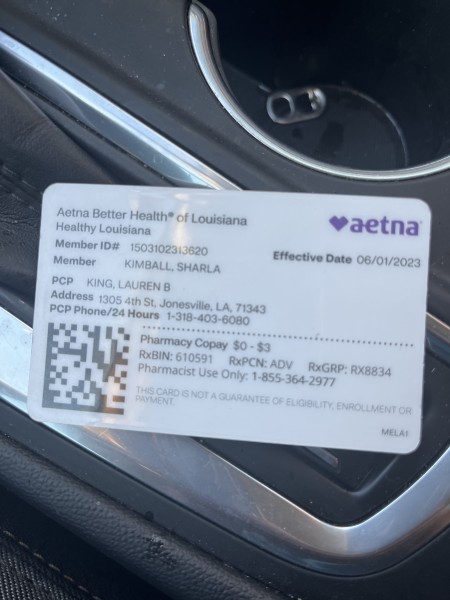 Aetna Better Health® of Louisiana
Healthy Louisiana
aetna™
Member ID# 1503102313620
Effective Date 06/01/2023
Member KIMBALL, SHARLA
PCP KING, LAUREN B
Address 1305 4th St, Jonesville, LA, 71343
PCP Phone/24 Hours 1-318-403-6080
Pharmacy Copay $0 - $3
RxBIN: 610591 RxPCN: ADV RxGRP: RX8834
Pharmacist Use Only: 1-855-364-2977
THIS CARD IS NOT A GUARANTEE OF ELIGIBILITY, ENROLLMENT OR
PAYMENT.
MELA1